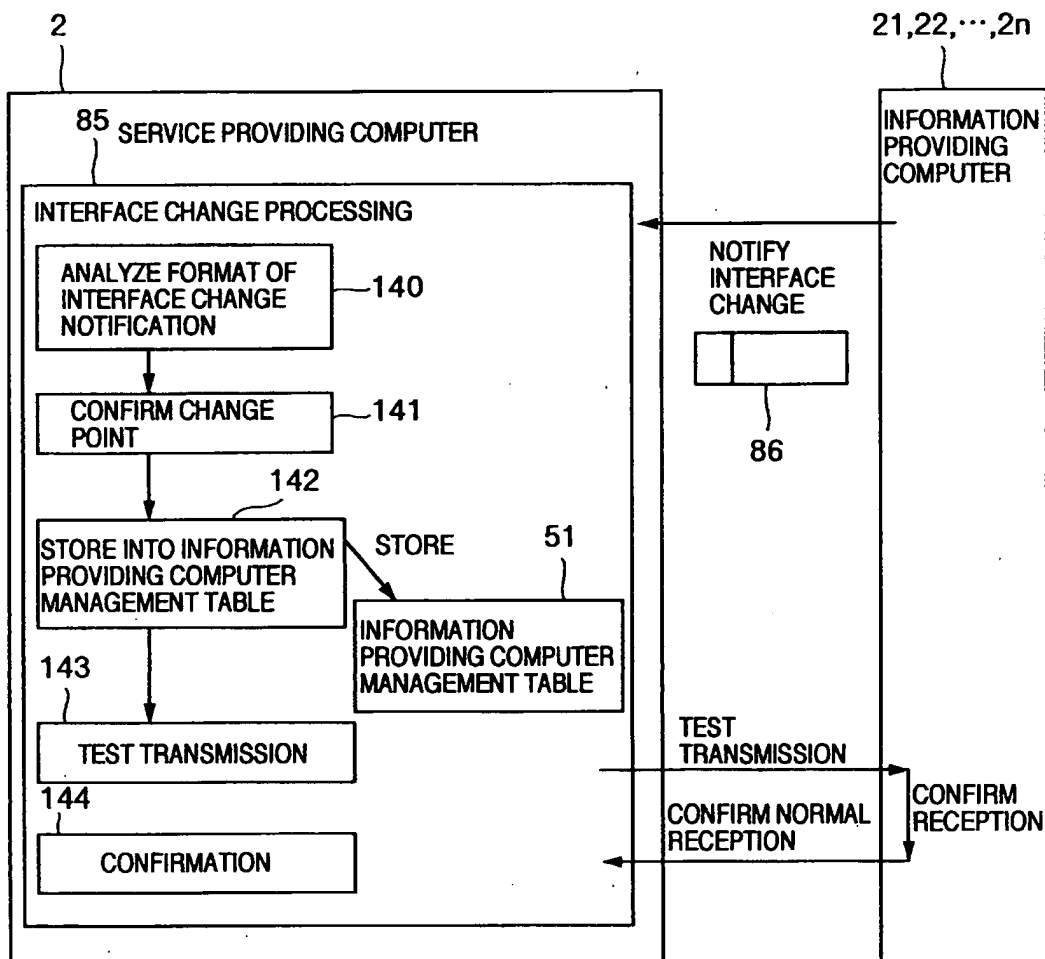 2
21,22,···,2n
85
SERVICE PROVIDING COMPUTER
INFORMATION
PROVIDING
COMPUTER
INTERFACE CHANGE PROCESSING
ANALYZE FORMAT OF
INTERFACE CHANGE
NOTIFICATION
140
NOTIFY
INTERFACE
CHANGE
86
CONFIRM CHANGE
POINT
141
142
STORE INTO INFORMATION
PROVIDING COMPUTER
MANAGEMENT TABLE
STORE
51
INFORMATION
PROVIDING COMPUTER
MANAGEMENT TABLE
143
TEST TRANSMISSION
TEST
TRANSMISSION
CONFIRM
RECEPTION
144
CONFIRMATION
CONFIRM NORMAL
RECEPTION